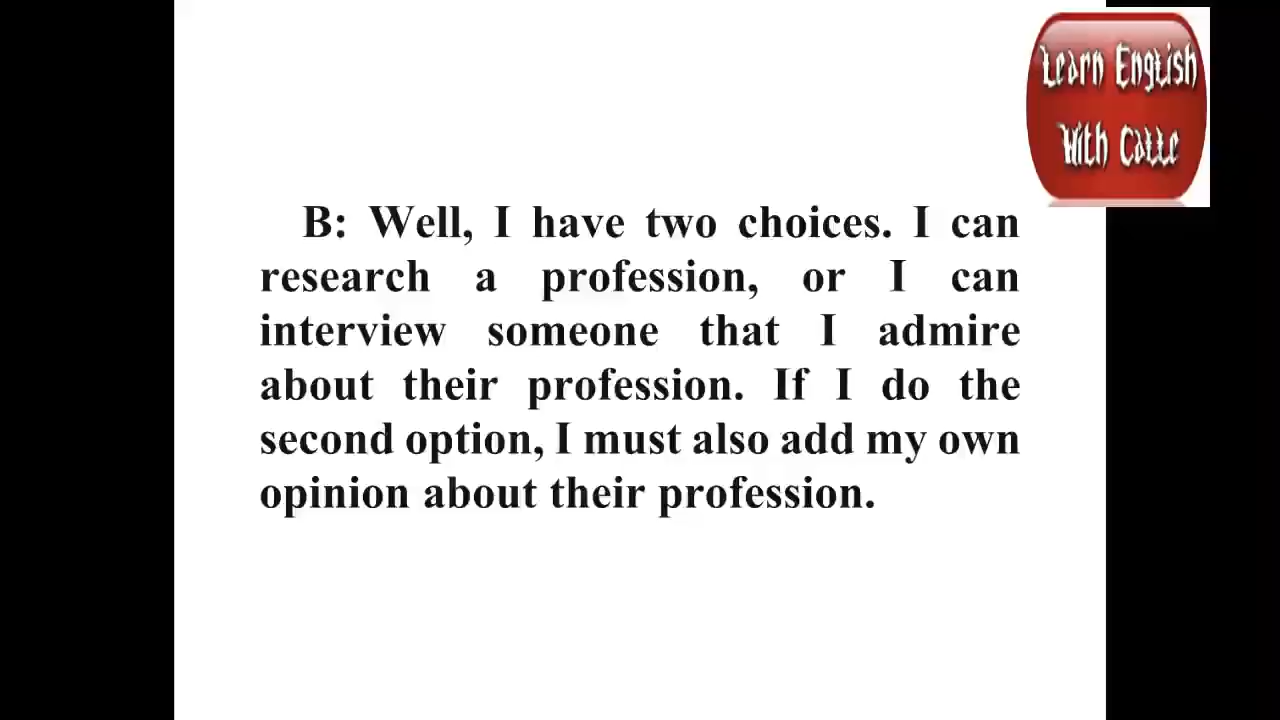 Learn English
With Catte
B: Well, I have two choices. I can
research a profession, or I can
interview someone that I admire
about their profession. If I do the
second option, I must also add my own
opinion about their profession.